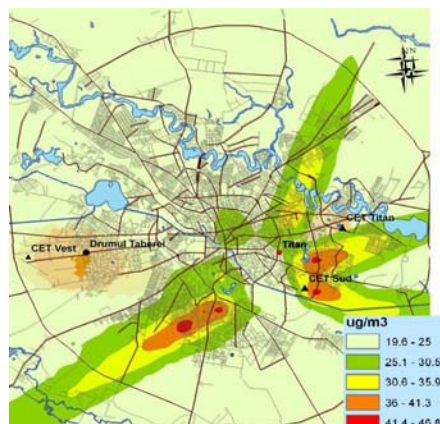 N
CET Titan
CET Vest
Drumul Taberei
Titan
CET Sud
ug/m3
19.6 - 25
25.1 - 30.5
30.6 - 35.9
36 - 41.3